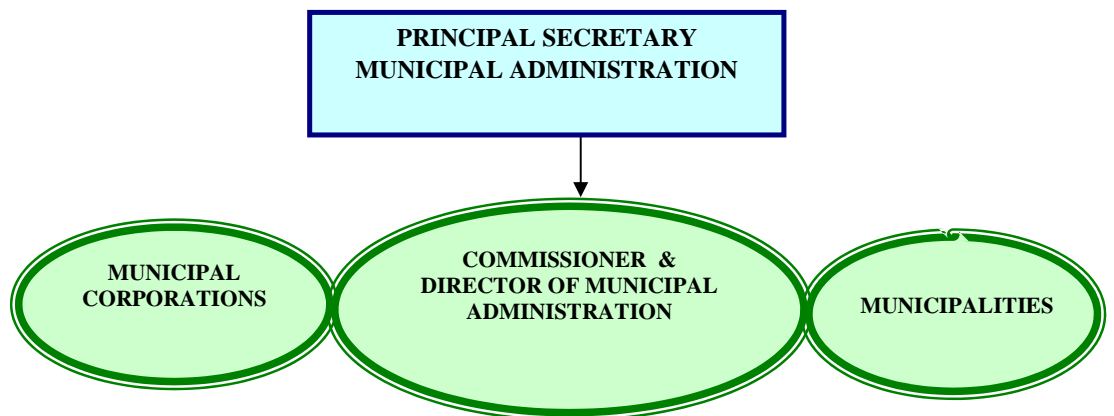 PRINCIPAL SECRETARY
MUNICIPAL ADMINISTRATION
MUNICIPAL
CORPORATIONS
COMMISSIONER &
DIRECTOR OF MUNICIPAL
ADMINISTRATION
MUNICIPALITIES